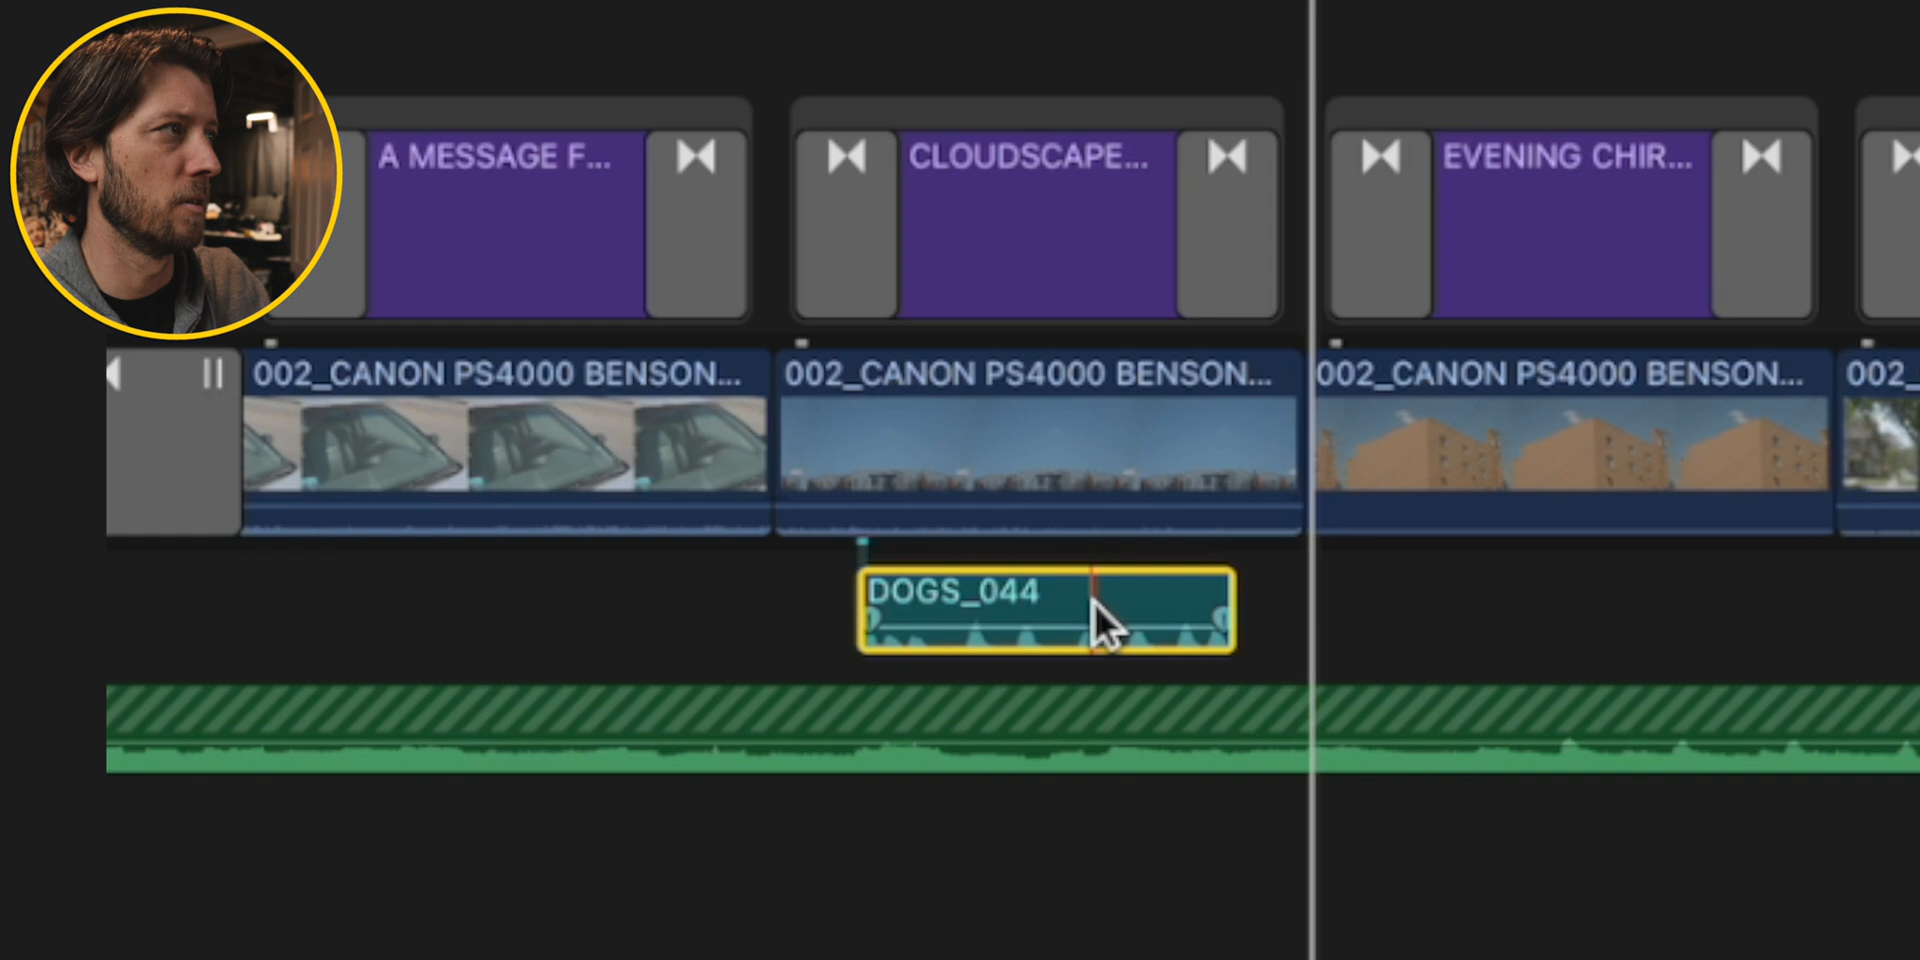 A MESSAGE F...
CLOUDSCAPE...
EVENING CHIR...
002_CANON PS4000 BENSON...
002_CANON PS4000 BENSON...
002_CANON PS4000 BENSON...
002_
DOGS_044